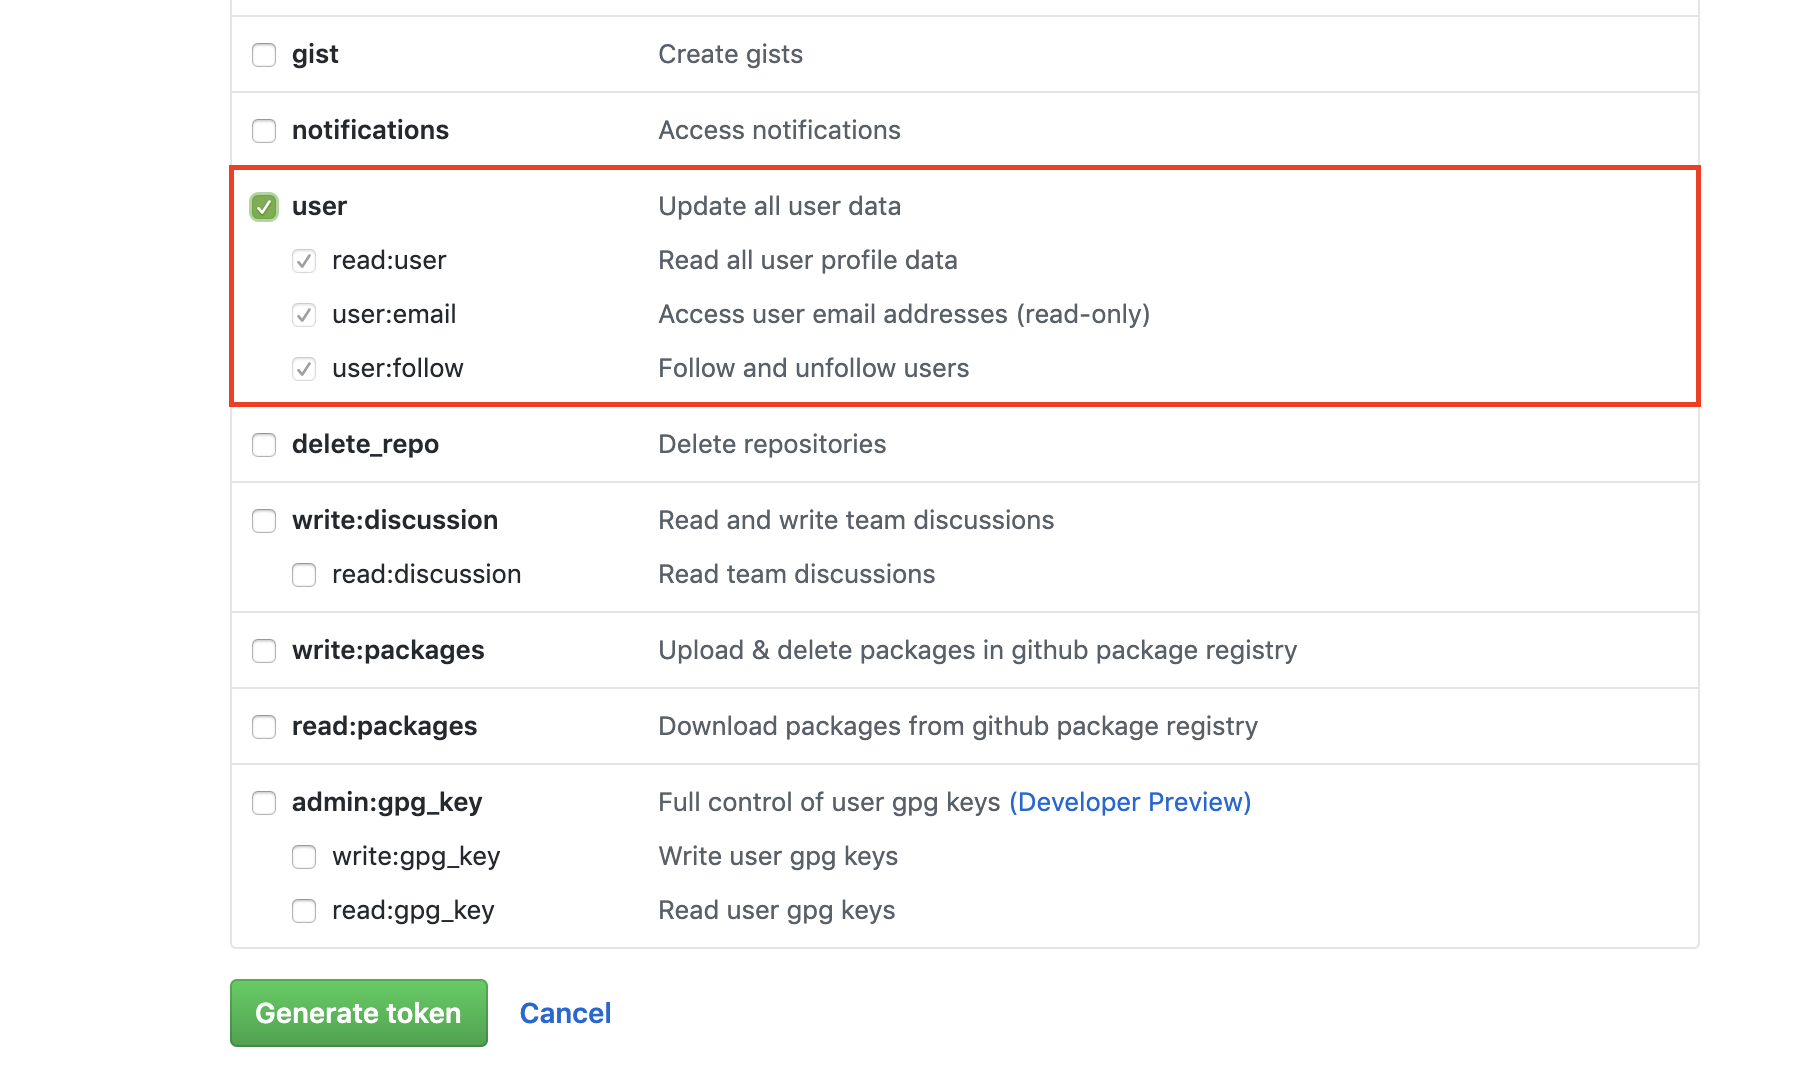 gist Create gists
notifications Access notifications
user Update all user data
read:user Read all user profile data
user:email Access user email addresses (read-only)
user:follow Follow and unfollow users
delete_repo Delete repositories
write:discussion Read and write team discussions
read:discussion Read team discussions
write:packages Upload & delete packages in github package registry
read:packages Download packages from github package registry
admin:gpg_key Full control of user gpg keys (Developer Preview)
write:gpg_key Write user gpg keys
read:gpg_key Read user gpg keys
Generate token Cancel